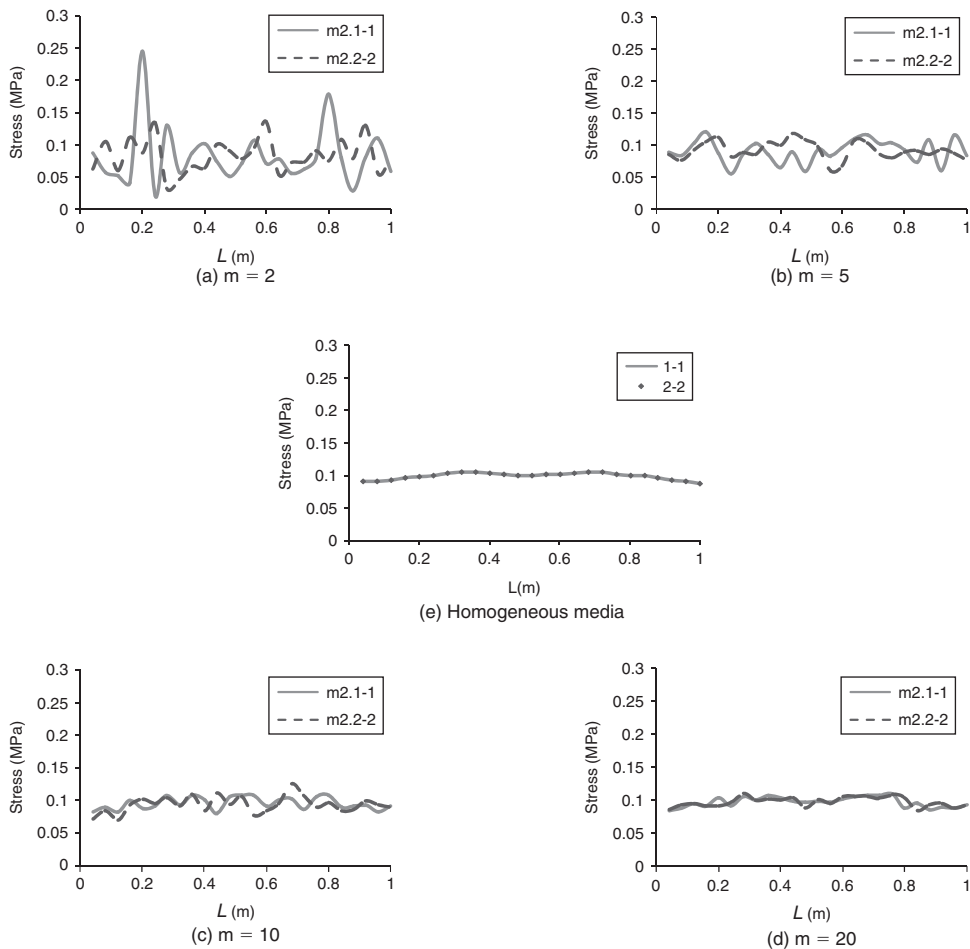 0.3
0.25
0.2
0.15
0.1
0.05
0
Stress (MPa)
m2.1-1
m2.2-2
0 0.2 0.4 0.6 0.8 1
L (m)
(a) m = 2
0.3
0.25
0.2
0.15
0.1
0.05
0
Stress (MPa)
m2.1-1
m2.2-2
0 0.2 0.4 0.6 0.8 1
L (m)
(b) m = 5
0.3
0.25
0.2
0.15
0.1
0.05
0
Stress (MPa)
1-1
2-2
0 0.2 0.4 0.6 0.8 1
L(m)
(e) Homogeneous media
0.3
0.25
0.2
0.15
0.1
0.05
0
Stress (MPa)
m2.1-1
m2.2-2
0 0.2 0.4 0.6 0.8 1
L (m)
(c) m = 10
0.3
0.25
0.2
0.15
0.1
0.05
0
Stress (MPa)
m2.1-1
m2.2-2
0 0.2 0.4 0.6 0.8 1
L (m)
(d) m = 20